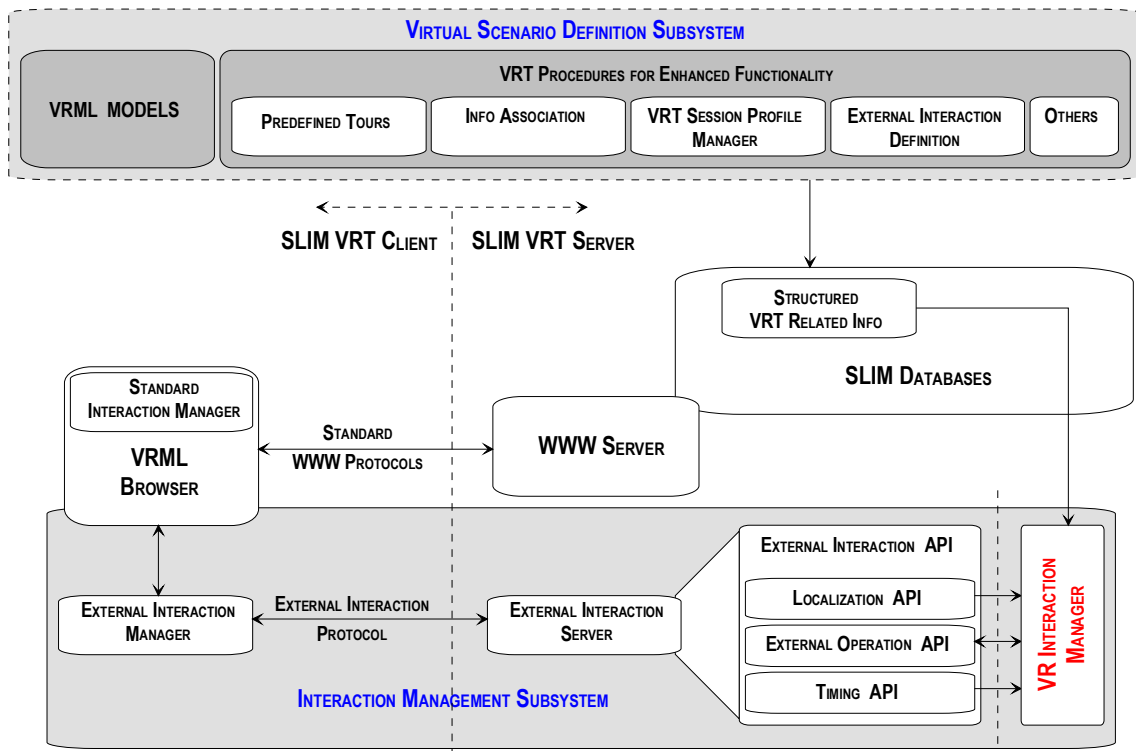 Virtual Scenario Definition Subsystem
VRML MODELS
VRT Procedures for Enhanced Functionality
Predefined Tours
Info Association
VRT Session Profile
Manager
External Interaction
Definition
Others
SLIM VRT Client
SLIM VRT Server
Structured
VRT Related Info
SLIM Databases
Standard
Interaction Manager
VRML
Browser
Standard
WWW Protocols
WWW Server
External Interaction API
Localization API
External Operation API
Timing API
VR Interaction
Manager
External Interaction
Manager
External Interaction
Protocol
External Interaction
Server
Interaction Management Subsystem